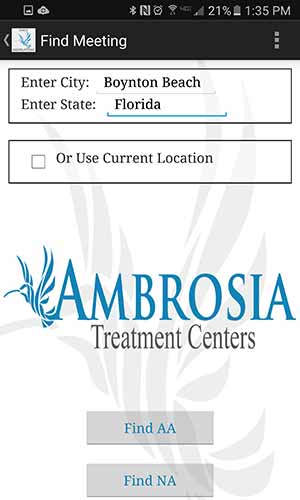 21% 1:35 PM
Find Meeting
Enter City: Boynton Beach
Enter State: Florida
Or Use Current Location
AMBROSIA
Treatment Centers
Find AA
Find NA